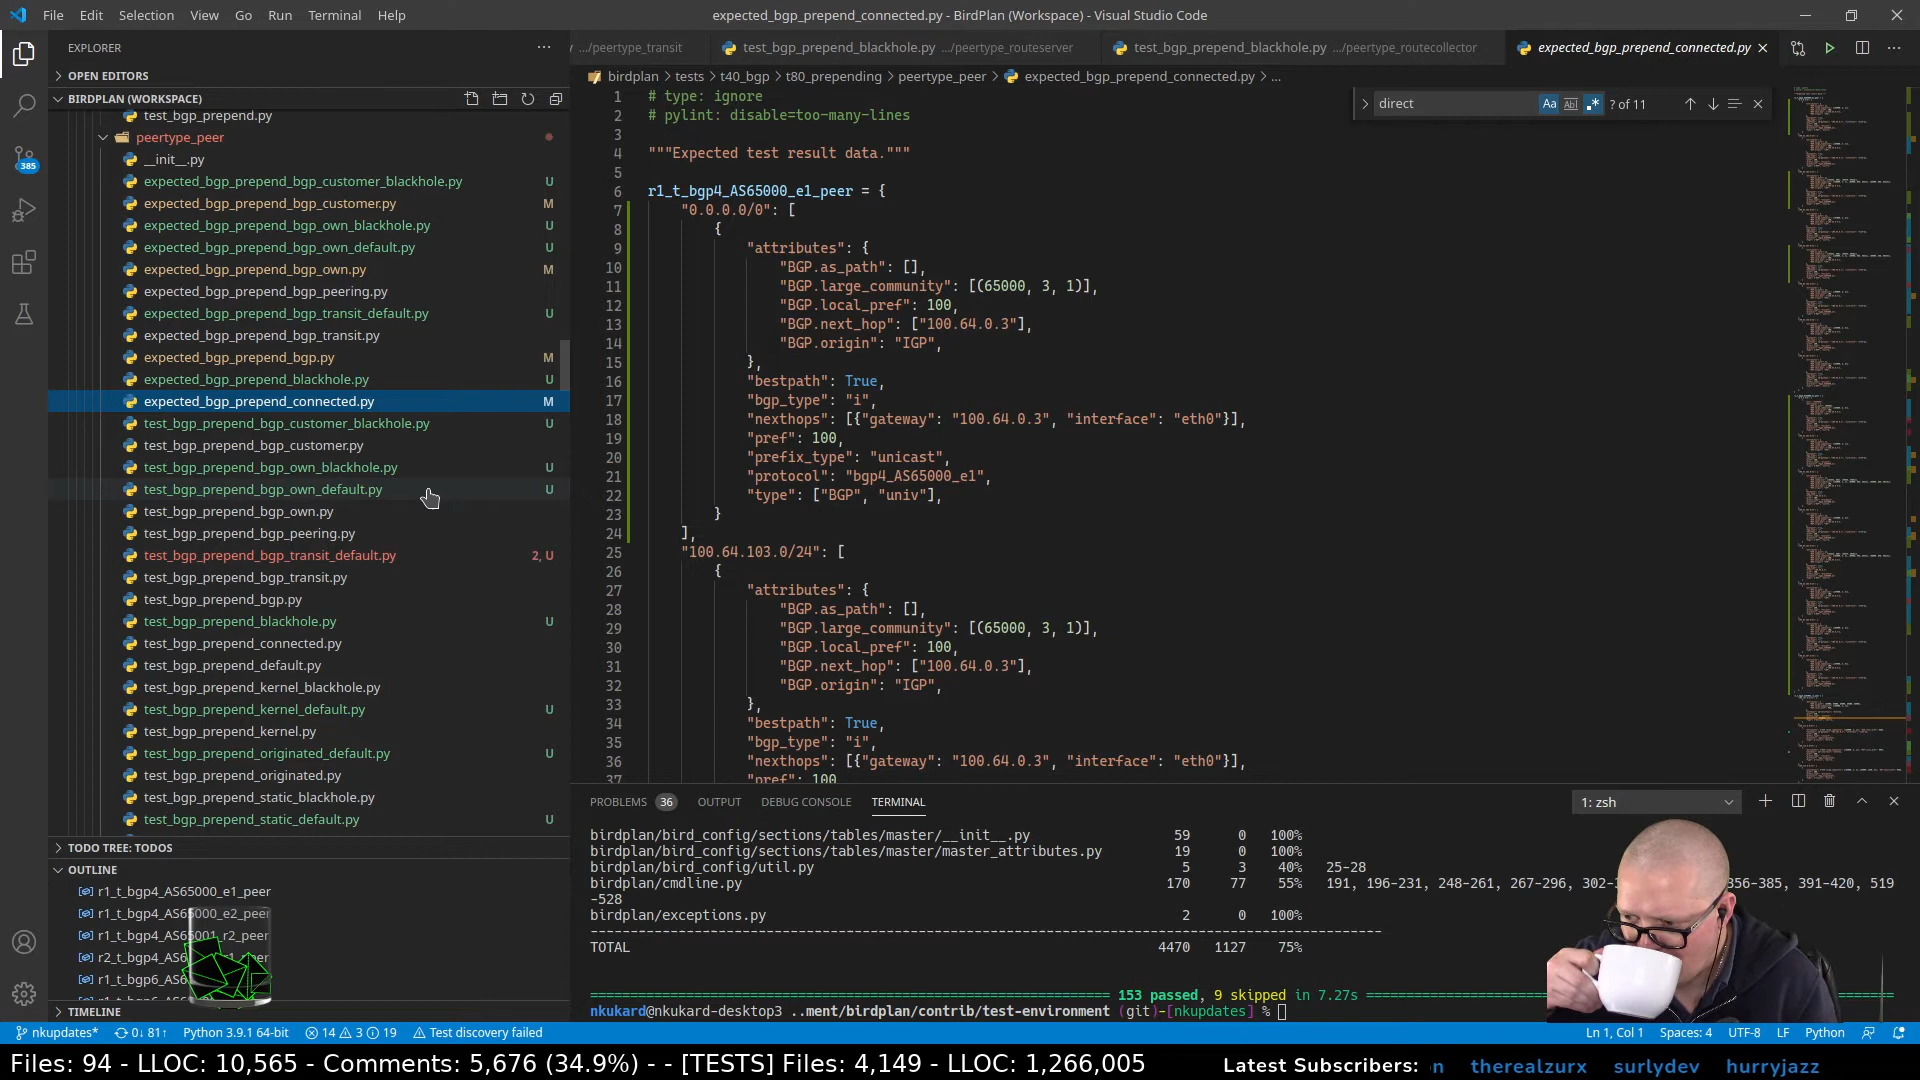 File Edit Selection View Go Run Terminal Help
expected_bgp_prepend_connected.py - BirdPlan (Workspace) - Visual Studio Code
EXPLORER
OPEN EDITORS
BIRDPLAN (WORKSPACE)
test_bgp_prepend.py
peertype_peer
__init__.py
expected_bgp_prepend_bgp_customer_blackhole.py U
expected_bgp_prepend_bgp_customer.py M
expected_bgp_prepend_bgp_own_blackhole.py U
expected_bgp_prepend_bgp_own_default.py U
expected_bgp_prepend_bgp_own.py M
expected_bgp_prepend_bgp_peering.py
expected_bgp_prepend_bgp_transit_default.py U
expected_bgp_prepend_bgp_transit.py
expected_bgp_prepend_bgp.py M
expected_bgp_prepend_blackhole.py U
expected_bgp_prepend_connected.py M
test_bgp_prepend_bgp_customer_blackhole.py U
test_bgp_prepend_bgp_customer.py
test_bgp_prepend_bgp_own_blackhole.py U
test_bgp_prepend_bgp_own_default.py U
test_bgp_prepend_bgp_own.py
test_bgp_prepend_bgp_peering.py
test_bgp_prepend_bgp_transit_default.py 2, U
test_bgp_prepend_bgp_transit.py
test_bgp_prepend_bgp.py
test_bgp_prepend_blackhole.py U
test_bgp_prepend_connected.py
test_bgp_prepend_default.py
test_bgp_prepend_kernel_blackhole.py
test_bgp_prepend_kernel_default.py U
test_bgp_prepend_kernel.py
test_bgp_prepend_originated_default.py U
test_bgp_prepend_originated.py
test_bgp_prepend_static_blackhole.py
test_bgp_prepend_static_default.py U
TODO TREE: TODOS
OUTLINE
r1_t_bgp4_AS65000_e1_peer
r1_t_bgp4_AS65000_e2_peer
r1_t_bgp4_AS65001_r2_peer
r2_t_bgp4_AS65000_r1_peer
TIMELINE
385
.../peertype_transit test_bgp_prepend_blackhole.py .../peertype_routeserver test_bgp_prepend_blackhole.py .../peertype_routecollector expected_bgp_prepend_connected.py
birdplan > tests > t40_bgp > t80_prepending > peertype_peer > expected_bgp_prepend_connected.py > ...
direct Aa Abl .* ? of 11
1 # type: ignore
2 # pylint: disable=too-many-lines
3
4 """Expected test result data."""
5
6 r1_t_bgp4_AS65000_e1_peer = {
7 "0.0.0.0/0": [
8 {
9 "attributes": {
10 "BGP.as_path": [],
11 "BGP.large_community": [(65000, 3, 1)],
12 "BGP.local_pref": 100,
13 "BGP.next_hop": ["100.64.0.3"],
14 "BGP.origin": "IGP",
15 },
16 "bestpath": True,
17 "bgp_type": "i",
18 "nexthops": [{"gateway": "100.64.0.3", "interface": "eth0"}],
19 "pref": 100,
20 "prefix_type": "unicast",
21 "protocol": "bgp4_AS65000_e1",
22 "type": ["BGP", "univ"],
23 }
24 ],
25 "100.64.103.0/24": [
26 {
27 "attributes": {
28 "BGP.as_path": [],
29 "BGP.large_community": [(65000, 3, 1)],
30 "BGP.local_pref": 100,
31 "BGP.next_hop": ["100.64.0.3"],
32 "BGP.origin": "IGP",
33 },
34 "bestpath": True,
35 "bgp_type": "i",
36 "nexthops": [{"gateway": "100.64.0.3", "interface": "eth0"}],
37 "pref": 100
PROBLEMS 36 OUTPUT DEBUG CONSOLE TERMINAL 1: zsh
birdplan/bird_config/sections/tables/master/__init__.py 59 0 100%
birdplan/bird_config/sections/tables/master/master_attributes.py 19 0 100%
birdplan/bird_config/util.py 5 3 40% 25-28
birdplan/cmdline.py 170 77 55% 191, 196-231, 248-261, 267-296, 302- 356-385, 391-420, 519
-528
birdplan/exceptions.py 2 0 100%
TOTAL 4470 1127 75%
153 passed, 9 skipped in 7.27s
nkukard@nkukard-desktop3 ..ment/birdplan/contrib/test-environment (git)-[nkupdates] %
nkupdates* 0↓ 81↑ Python 3.9.1 64-bit 14 3 19 Test discovery failed Ln 1, Col 1 Spaces: 4 UTF-8 LF Python
Files: 94 - LLOC: 10,565 - Comments: 5,676 (34.9%) - - [TESTS] Files: 4,149 - LLOC: 1,266,005 Latest Subscribers: n therealzurx surlydev hurryjazz